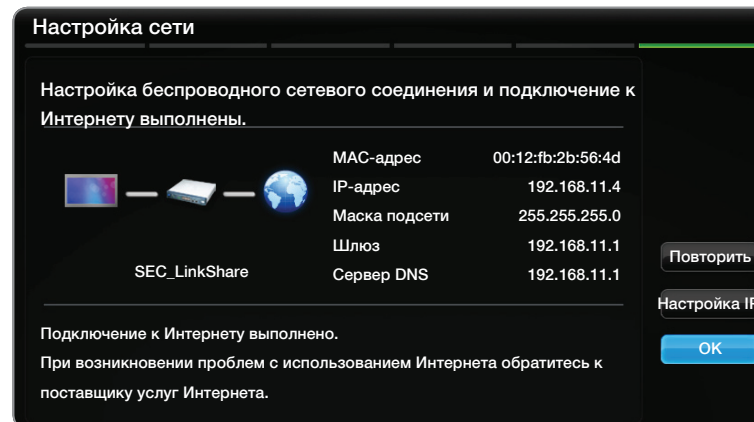 Настройка сети
Настройка беспроводного сетевого соединения и подключение к
Интернету выполнены.
MAC-адрес 00:12:fb:2b:56:4d
IP-адрес 192.168.11.4
Маска подсети 255.255.255.0
Шлюз 192.168.11.1
Сервер DNS 192.168.11.1
SEC_LinkShare
Подключение к Интернету выполнено.
При возникновении проблем с использованием Интернета обратитесь к
поставщику услуг Интернета.
Повторить
Настройка IP
OK